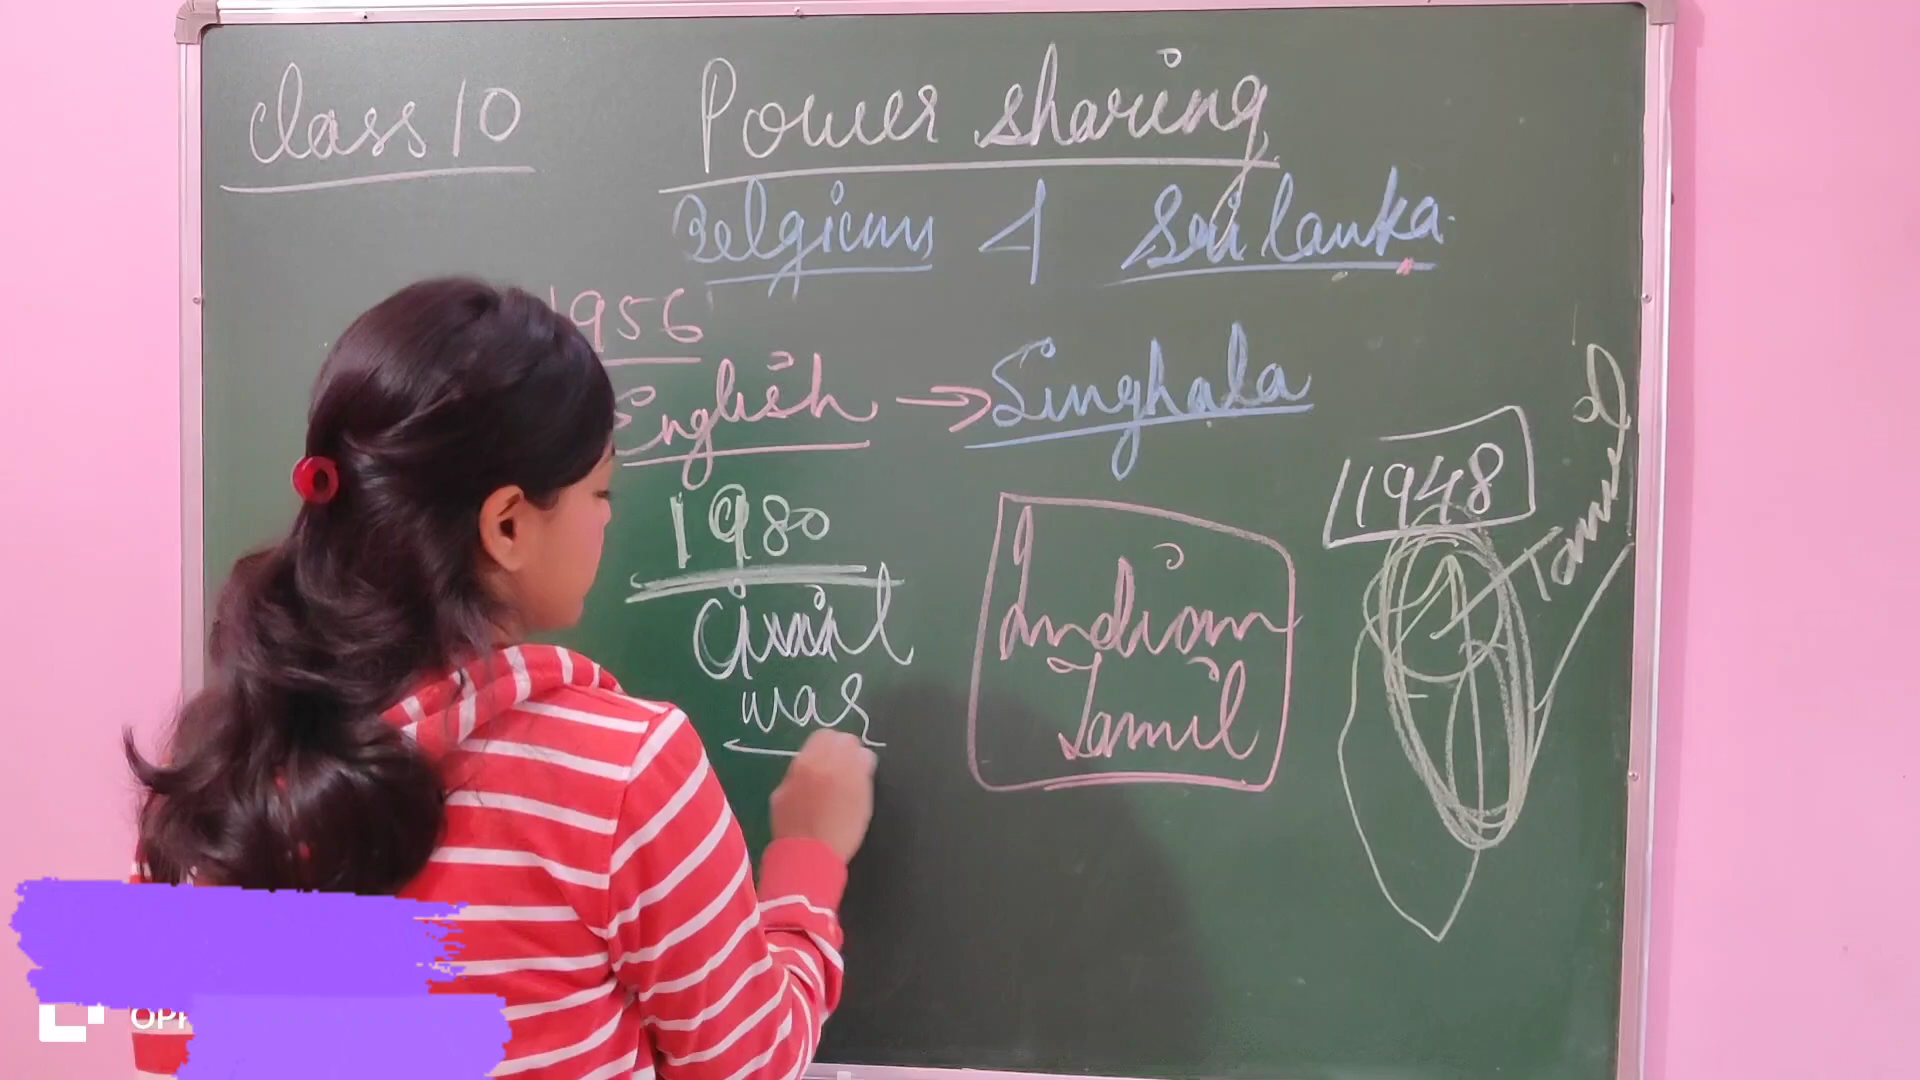 Class 10
Power sharing
Belgium & Sri lanka
1956
English → Singhala
1948
Tamil
1980
Civil
war
Indian
Tamil